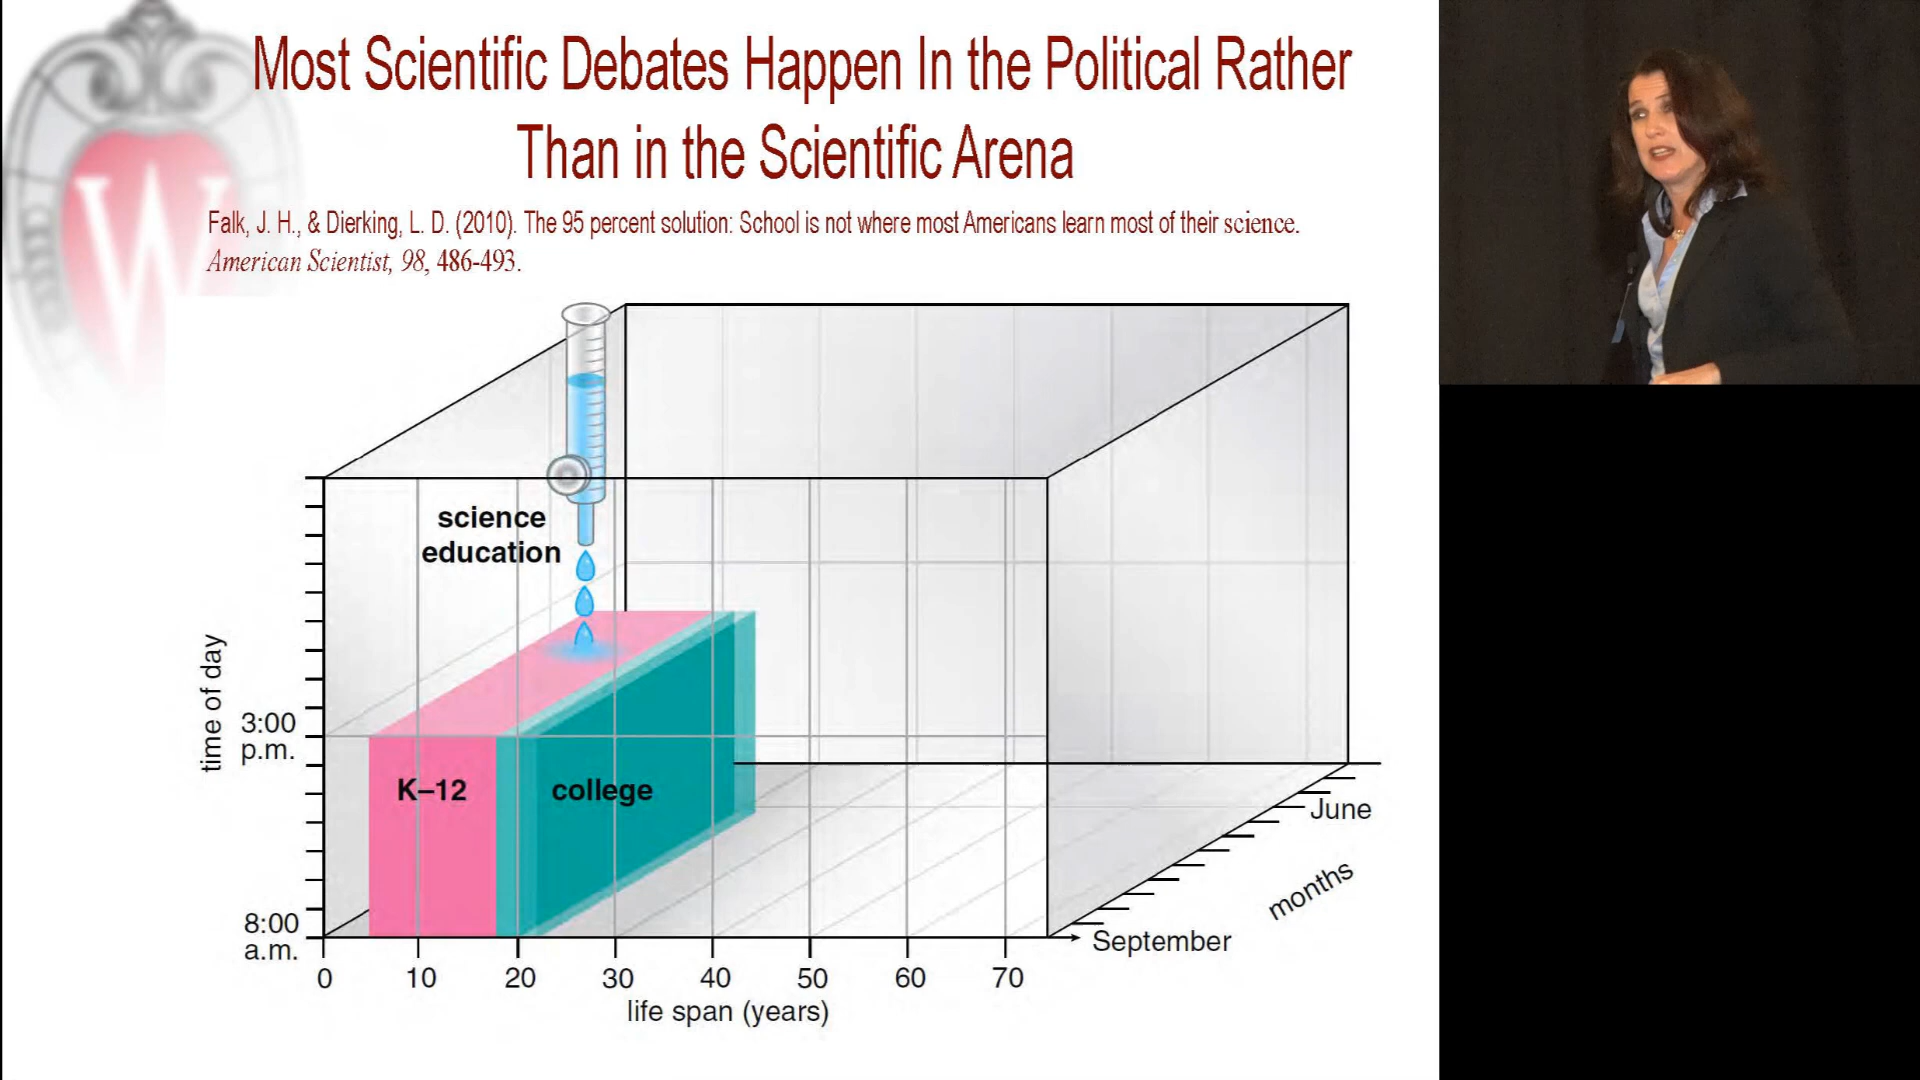 Most Scientific Debates Happen In the Political Rather
Than in the Scientific Arena
Falk, J. H., & Dierking, L. D. (2010). The 95 percent solution: School is not where most Americans learn most of their science.
American Scientist, 98, 486-493.
W
science
education
time of day
3:00
p.m.
K–12
college
8:00
a.m.
June
months
September
0 10 20 30 40 50 60 70
life span (years)